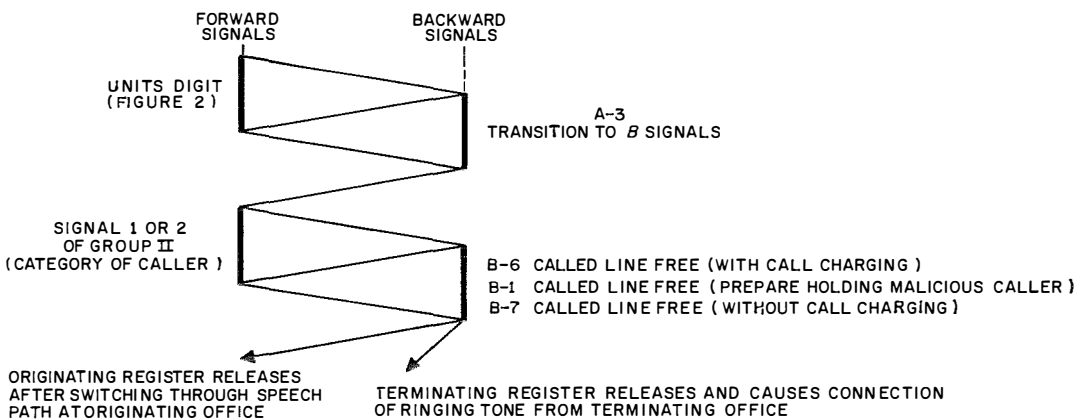 FORWARD
SIGNALS
BACKWARD
SIGNALS
UNITS DIGIT
(FIGURE 2)
A-3
TRANSITION TO B SIGNALS
SIGNAL 1 OR 2
OF GROUP II
(CATEGORY OF CALLER)
B-6 CALLED LINE FREE (WITH CALL CHARGING)
B-1 CALLED LINE FREE (PREPARE HOLDING MALICIOUS CALLER)
B-7 CALLED LINE FREE (WITHOUT CALL CHARGING)
ORIGINATING REGISTER RELEASES
AFTER SWITCHING THROUGH SPEECH
PATH AT ORIGINATING OFFICE
TERMINATING REGISTER RELEASES AND CAUSES CONNECTION
OF RINGING TONE FROM TERMINATING OFFICE